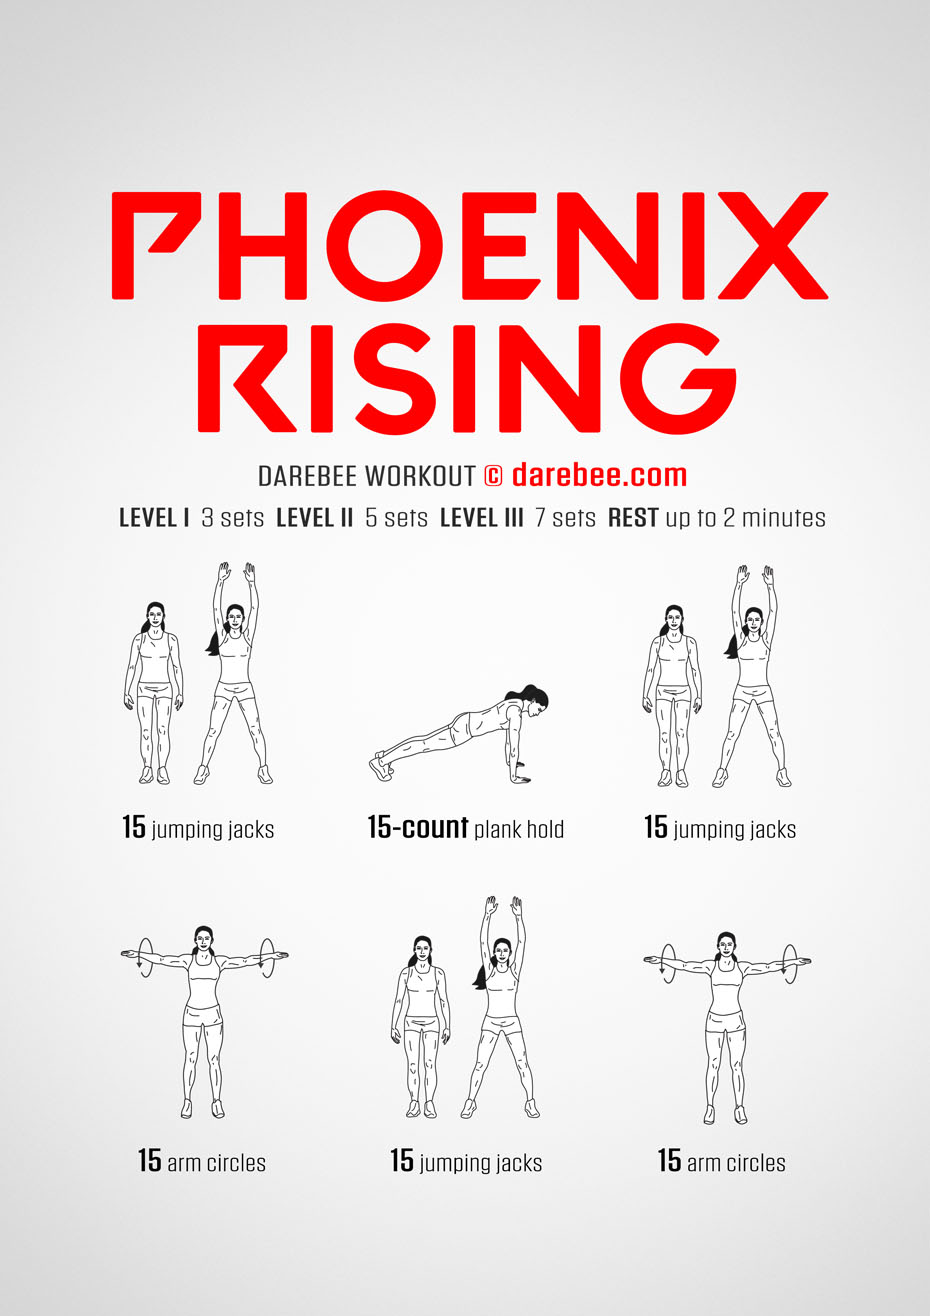 PHOENIX
RISING
DAREBEE WORKOUT © darebee.com
LEVEL I 3 sets LEVEL II 5 sets LEVEL III 7 sets REST up to 2 minutes
15 jumping jacks
15-count plank hold
15 jumping jacks
15 arm circles
15 jumping jacks
15 arm circles